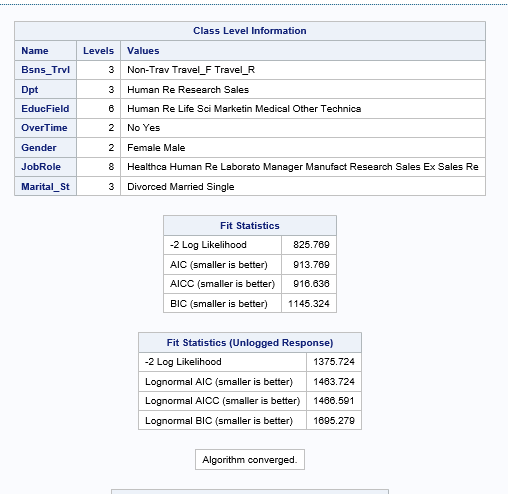 Class Level Information
Name Levels Values
Bsns_Trvl 3 Non-Trav Travel_F Travel_R
Dpt 3 Human Re Research Sales
EducField 6 Human Re Life Sci Marketin Medical Other Technica
OverTime 2 No Yes
Gender 2 Female Male
JobRole 8 Healthca Human Re Laborato Manager Manufact Research Sales Ex Sales Re
Marital_St 3 Divorced Married Single
Fit Statistics
-2 Log Likelihood 825.769
AIC (smaller is better) 913.769
AICC (smaller is better) 916.636
BIC (smaller is better) 1145.324
Fit Statistics (Unlogged Response)
-2 Log Likelihood 1375.724
Lognormal AIC (smaller is better) 1463.724
Lognormal AICC (smaller is better) 1466.591
Lognormal BIC (smaller is better) 1695.279
Algorithm converged.